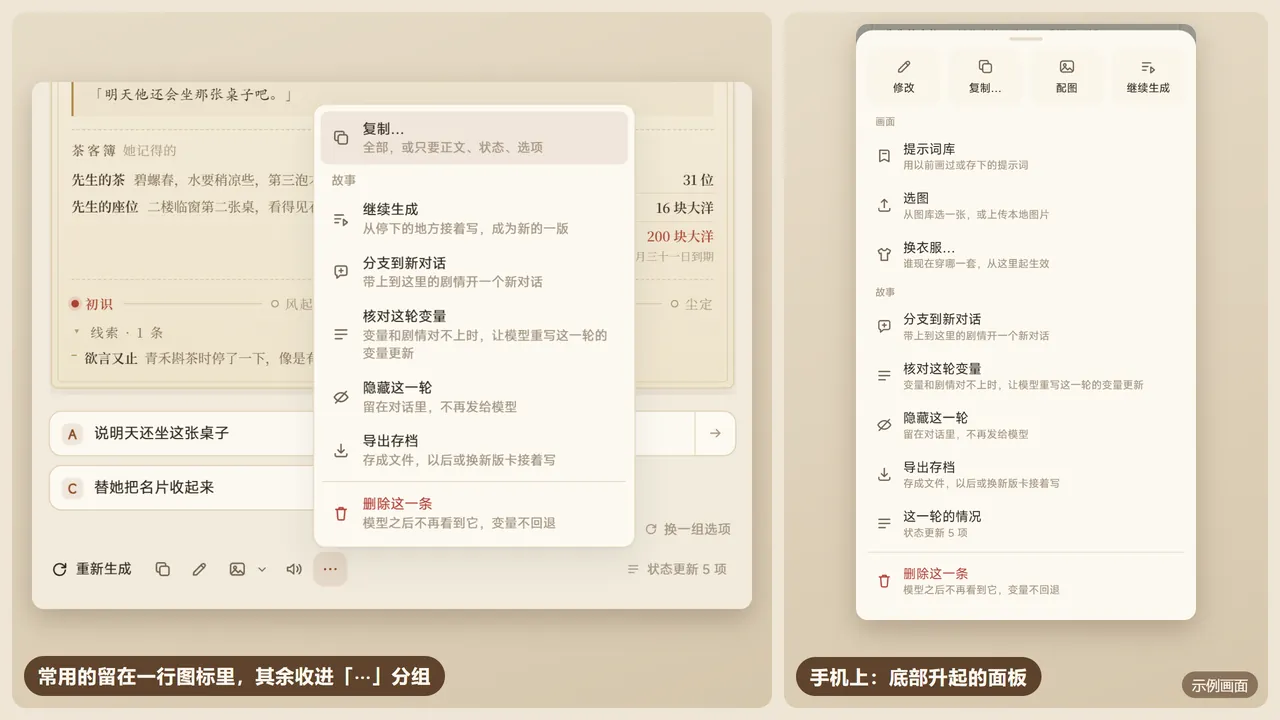 「明天他还会坐那张桌子吧。」
茶客簿 她记得的
先生的茶 碧螺春，水要稍凉些，第三泡
31 位
先生的座位 二楼临窗第二张桌，看得见
16 块大洋
200 块大洋
月三十一日到期
初识
风起
尘定
线索 · 1 条
欲言又止 青禾斟茶时停了一下，像是
A 说明天还坐这张桌子
C 替她把名片收起来
换一组选项
重新生成
状态更新 5 项
复制…
全部，或只要正文、状态、选项
故事
继续生成
从停下的地方接着写，成为新的一版
分支到新对话
带上到这里的剧情开一个新对话
核对这轮变量
变量和剧情对不上时，让模型重写这一轮的
变量更新
隐藏这一轮
留在对话里，不再发给模型
导出存档
存成文件，以后或换新版卡接着写
删除这一条
模型之后不再看到它，变量不回退
常用的留在一行图标里，其余收进「···」分组
修改 复制… 配图 继续生成
画面
提示词库
用以前画过或存下的提示词
选图
从图库选一张，或上传本地图片
换衣服…
谁现在穿哪一套，从这里起生效
故事
分支到新对话
带上到这里的剧情开一个新对话
核对这轮变量
变量和剧情对不上时，让模型重写这一轮的变量更新
隐藏这一轮
留在对话里，不再发给模型
导出存档
存成文件，以后或换新版卡接着写
这一轮的情况
状态更新 5 项
删除这一条
模型之后不再看到它，变量不回退
手机上：底部升起的面板
示例画面